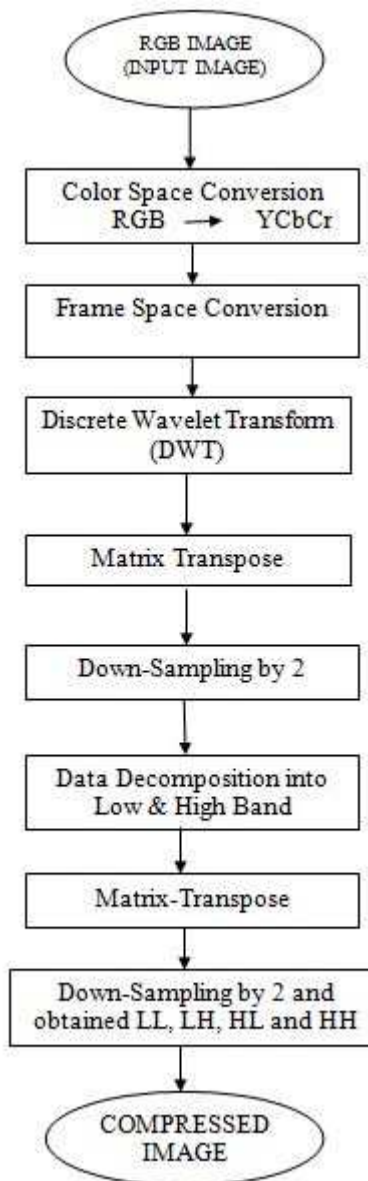 RGB IMAGE
(INPUT IMAGE)
Color Space Conversion
RGB → YCbCr
Frame Space Conversion
Discrete Wavelet Transform
(DWT)
Matrix Transpose
Down-Sampling by 2
Data Decomposition into
Low & High Band
Matrix-Transpose
Down-Sampling by 2 and
obtained LL, LH, HL and HH
COMPRESSED
IMAGE